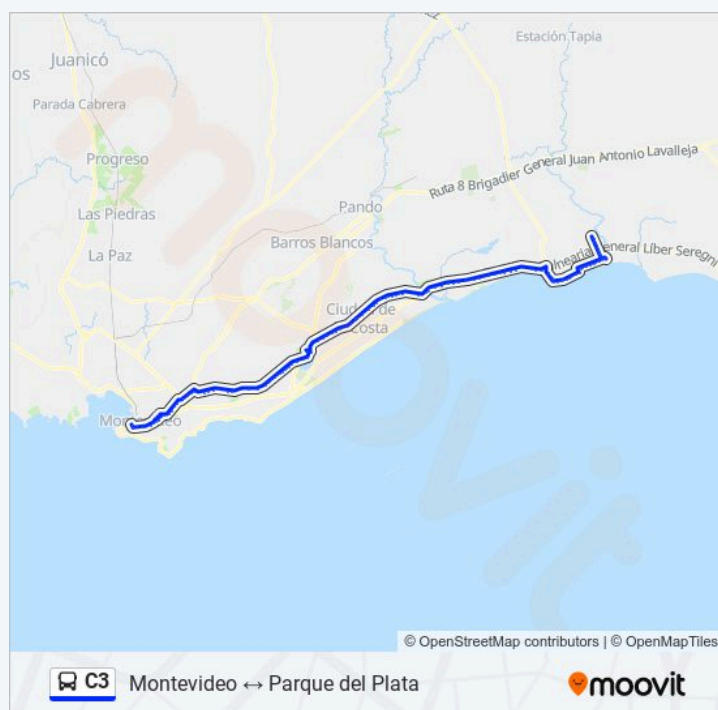 Estación Tapia
Juanicó
os
Parada Cabrera
Progreso
Ruta 8 Brigadier General Juan Antonio Lavalleja
Las Piedras
Pando
Barros Blancos
La Paz
General Líber Seregni
Ciudad de
Costa
Montevideo
moovit
© OpenStreetMap contributors | © OpenMapTiles
C3 Montevideo ↔ Parque del Plata
moovit